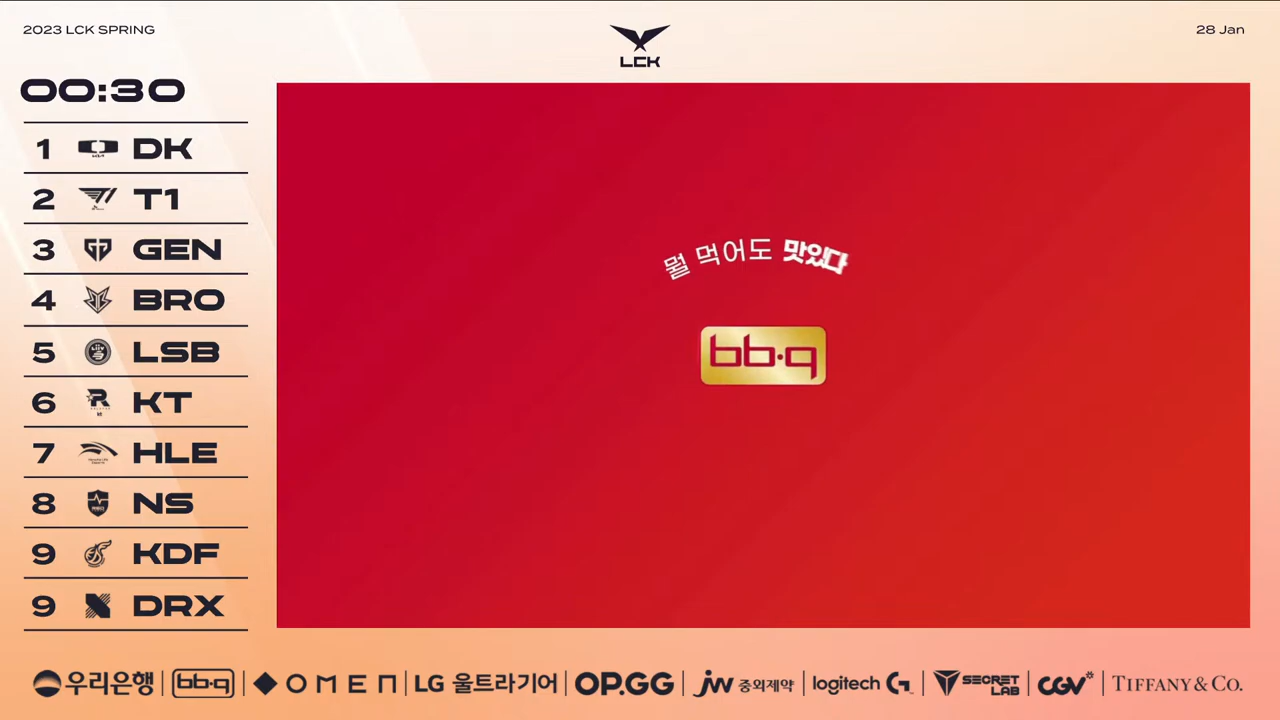 2023 LCK SPRING
LCK
28 Jan
00:30
1 DK
2 T1
3 GEN
4 BRO
5 LSB
6 KT
7 HLE
8 NS
9 KDF
9 DRX
뭘 먹어도 맛있다
bb.q
우리은행 bb.q OMEN LG 울트라기어 OP.GG JW 중외제약 logitech G SECRET LAB CGV TIFFANY & CO.